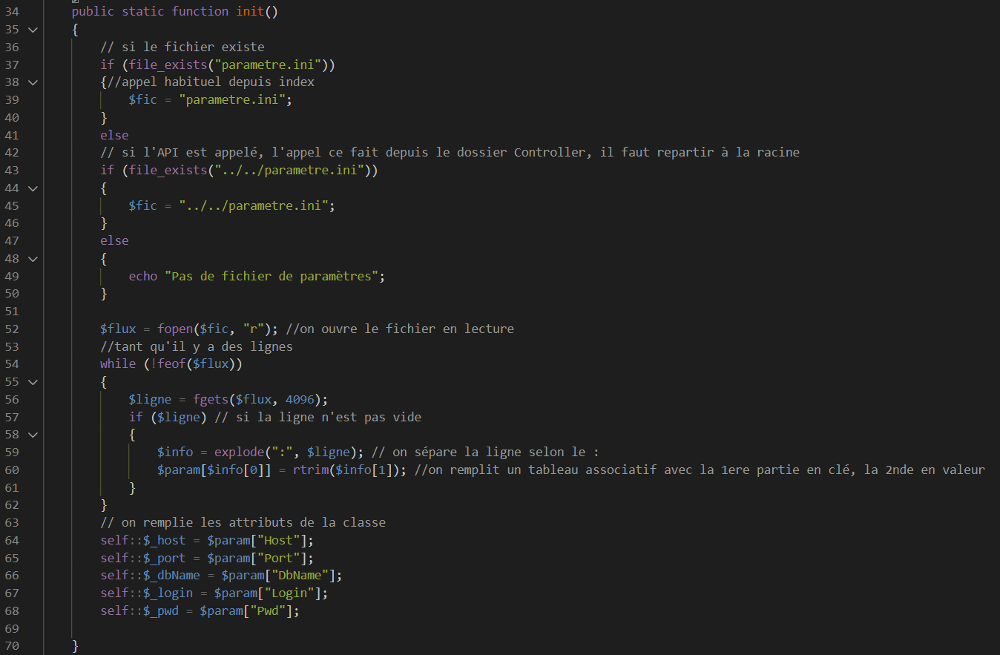 34 public static function init()
35 {
36 // si le fichier existe
37 if (file_exists("parametre.ini"))
38 {//appel habituel depuis index
39 $fic = "parametre.ini";
40 }
41 else
42 // si l'API est appelé, l'appel ce fait depuis le dossier Controller, il faut repartir à la racine
43 if (file_exists("../../parametre.ini"))
44 {
45 $fic = "../../parametre.ini";
46 }
47 else
48 {
49 echo "Pas de fichier de paramètres";
50 }
51
52 $flux = fopen($fic, "r"); //on ouvre le fichier en lecture
53 //tant qu'il y a des lignes
54 while (!feof($flux))
55 {
56 $ligne = fgets($flux, 4096);
57 if ($ligne) // si la ligne n'est pas vide
58 {
59 $info = explode(":", $ligne); // on sépare la ligne selon le :
60 $param[$info[0]] = rtrim($info[1]); //on remplit un tableau associatif avec la 1ere partie en clé, la 2nde en valeur
61 }
62 }
63 // on remplie les attributs de la classe
64 self::$_host = $param["Host"];
65 self::$_port = $param["Port"];
66 self::$_dbName = $param["DbName"];
67 self::$_login = $param["Login"];
68 self::$_pwd = $param["Pwd"];
69
70 }